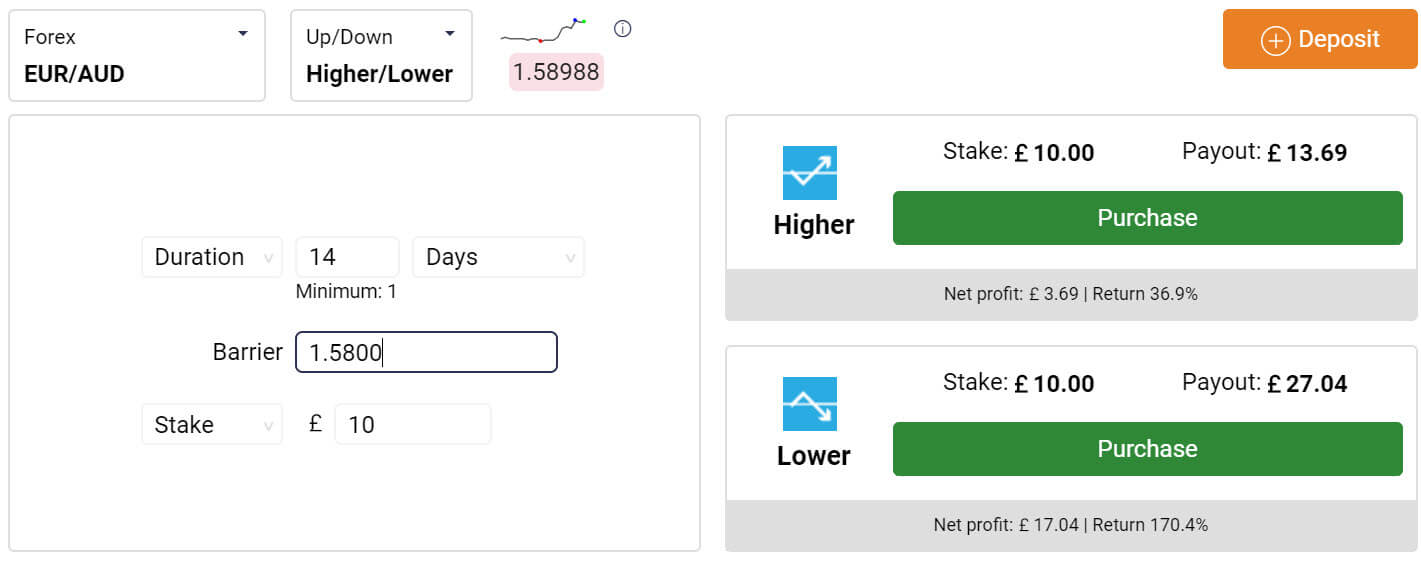 Forex
EUR/AUD
Up/Down
Higher/Lower
1.58988
Deposit
Duration 14 Days
Minimum: 1
Barrier 1.5800
Stake £ 10
Higher
Stake: £ 10.00 Payout: £ 13.69
Purchase
Net profit: £ 3.69 | Return 36.9%
Lower
Stake: £ 10.00 Payout: £ 27.04
Purchase
Net profit: £ 17.04 | Return 170.4%